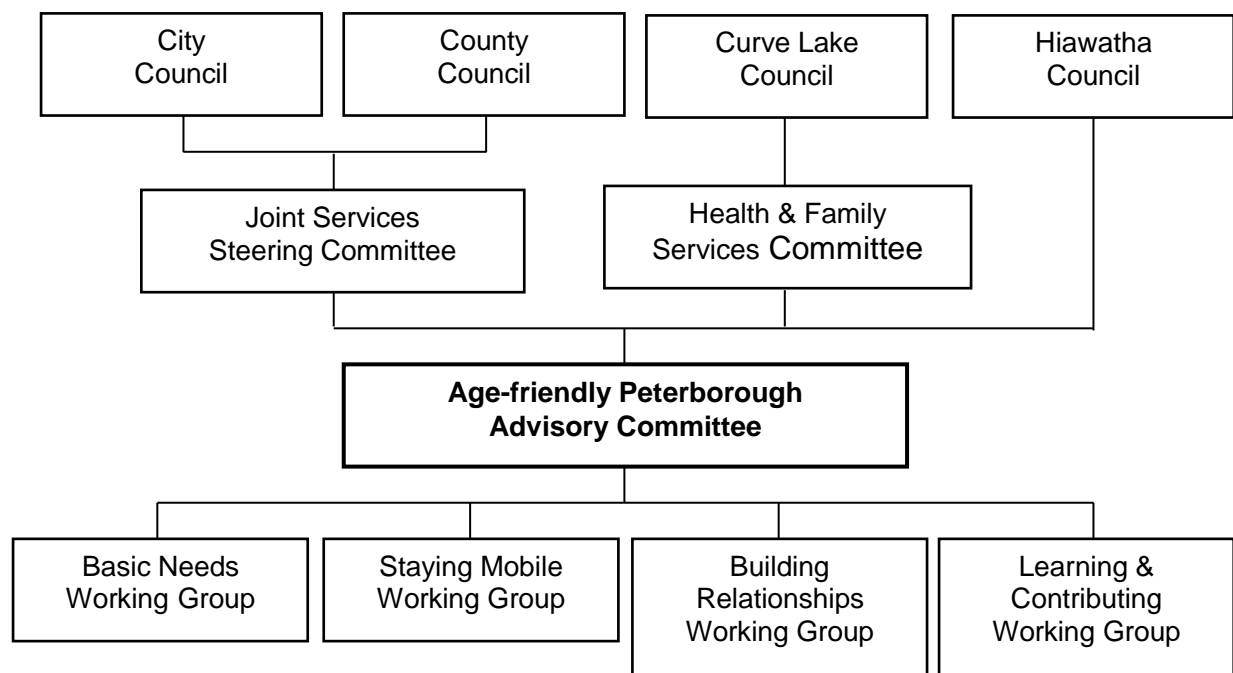 City
Council
County
Council
Curve Lake
Council
Hiawatha
Council
Joint Services
Steering Committee
Health & Family
Services Committee
Age-friendly Peterborough
Advisory Committee
Basic Needs
Working Group
Staying Mobile
Working Group
Building
Relationships
Working Group
Learning &
Contributing
Working Group